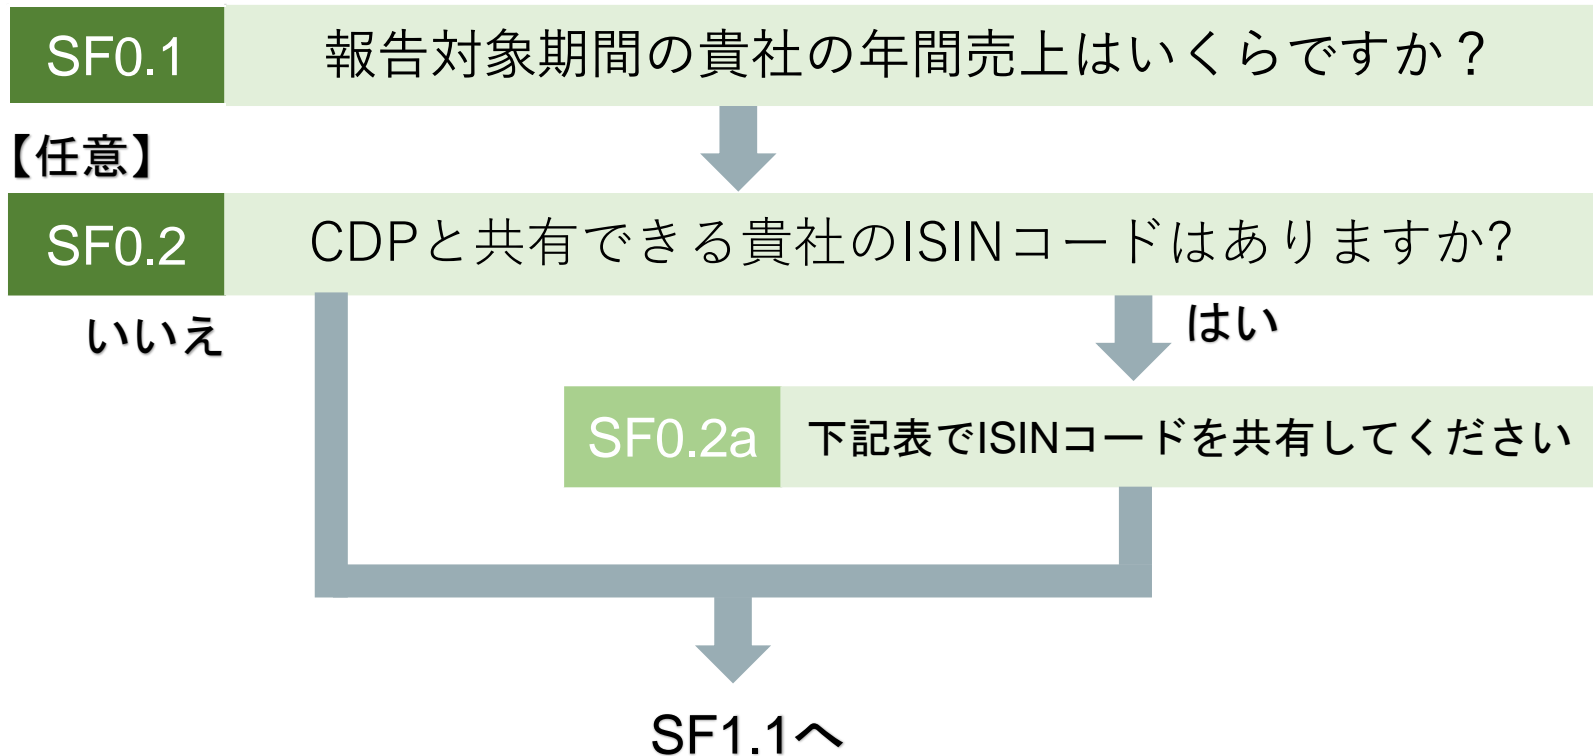 SF0.1 報告対象期間の貴社の年間売上はいくらですか？
【任意】
SF0.2 CDPと共有できる貴社のISINコードはありますか?
いいえ
はい
SF0.2a 下記表でISINコードを共有してください
SF1.1へ